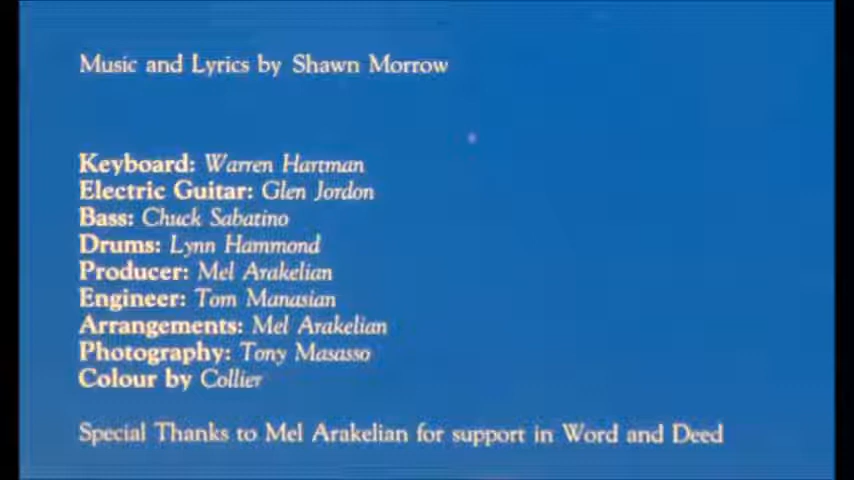 Music and Lyrics by Shawn Morrow
Keyboard: Warren Hartman
Electric Guitar: Glen Jordon
Bass: Chuck Sabatino
Drums: Lynn Hammond
Producer: Mel Arakelian
Engineer: Tom Manasian
Arrangements: Mel Arakelian
Photography: Tony Masasso
Colour by Collier
Special Thanks to Mel Arakelian for support in Word and Deed